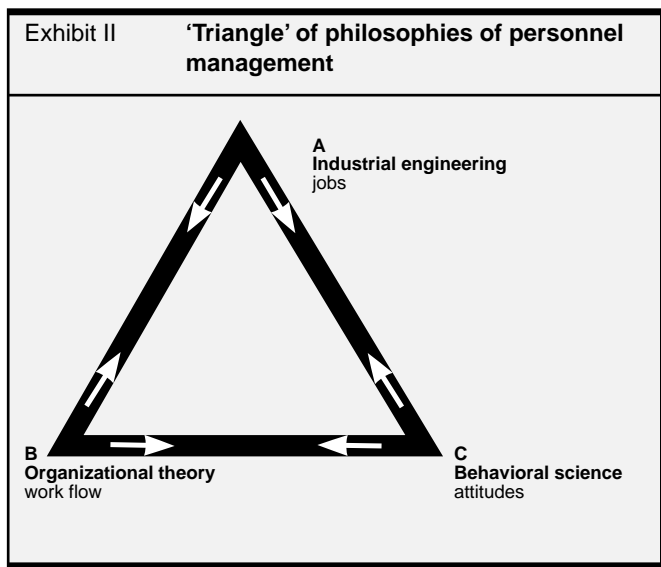 Exhibit II
‘Triangle’ of philosophies of personnel
management
A
Industrial engineering
jobs
B
Organizational theory
work flow
C
Behavioral science
attitudes